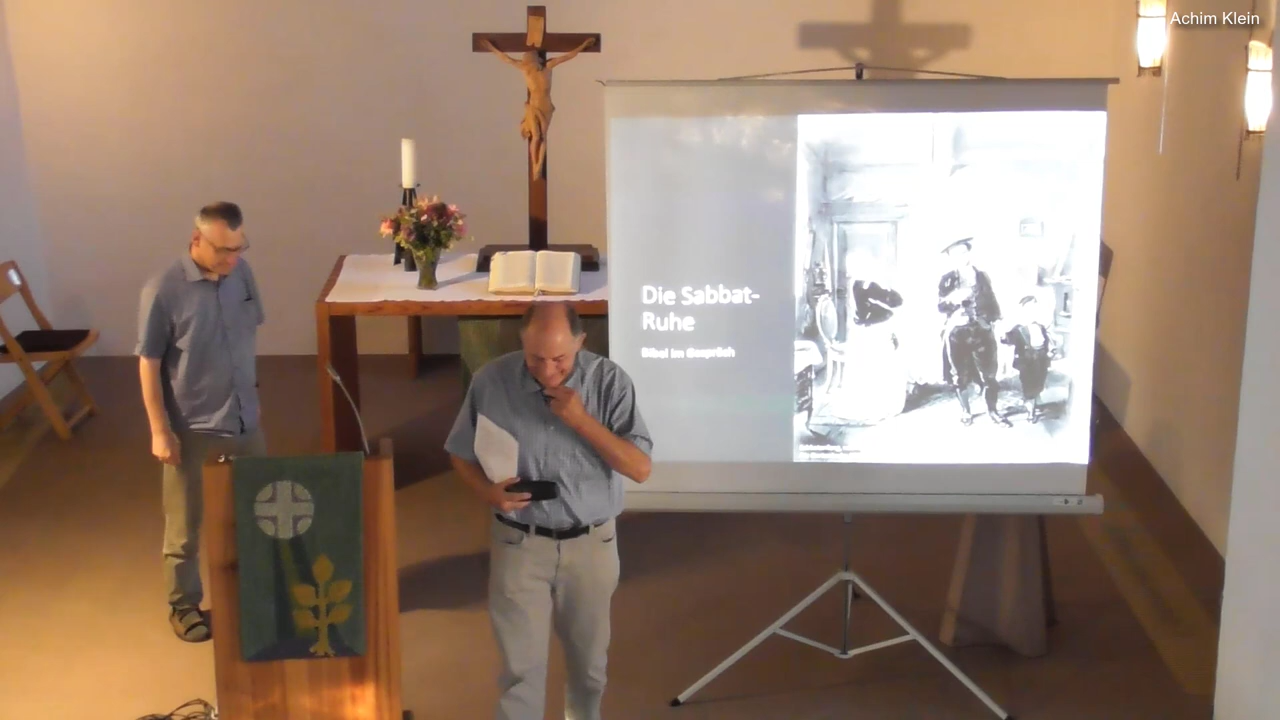 Achim Klein
Die Sabbat-
Ruhe
Bibel im Gespräch